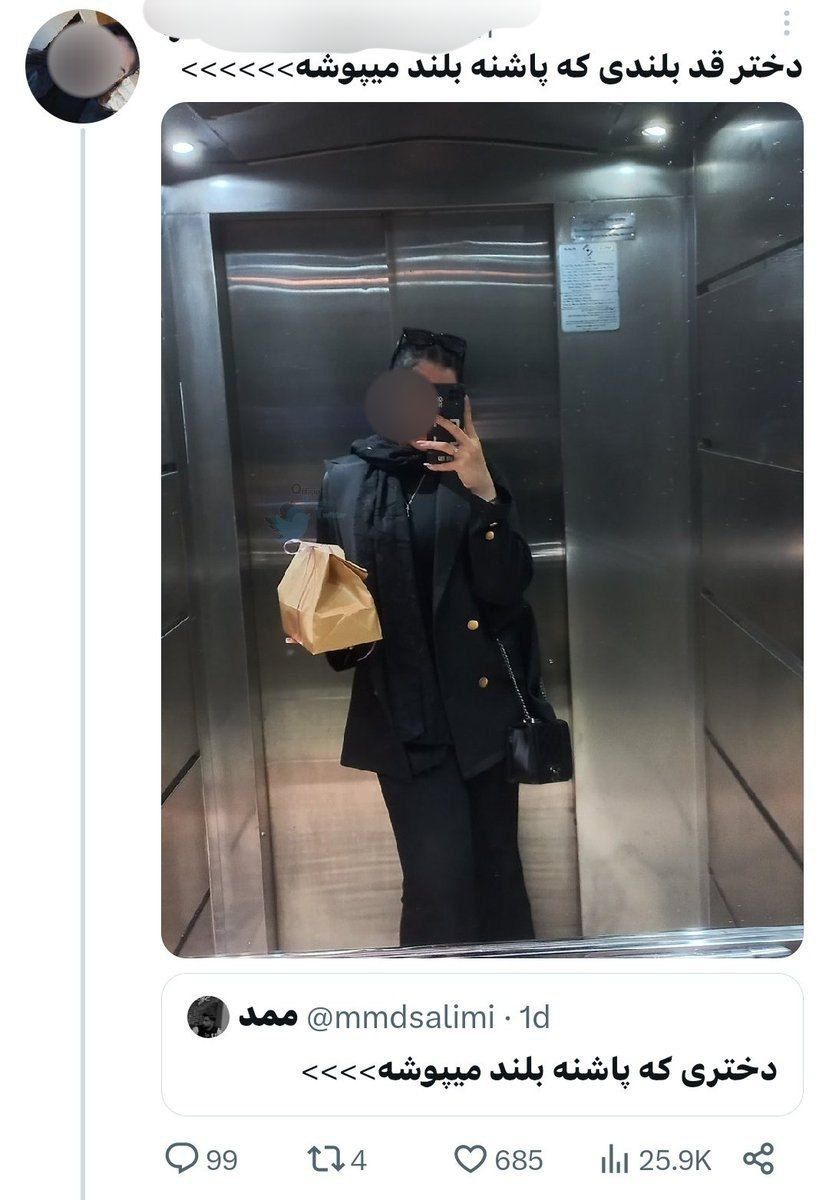 دختر قد بلندی که پاشنه بلند میپوشه>>>>>>
ممد @mmdsalimi · 1d
دختری که پاشنه بلند میپوشه>>>>
99 4 685 25.9K